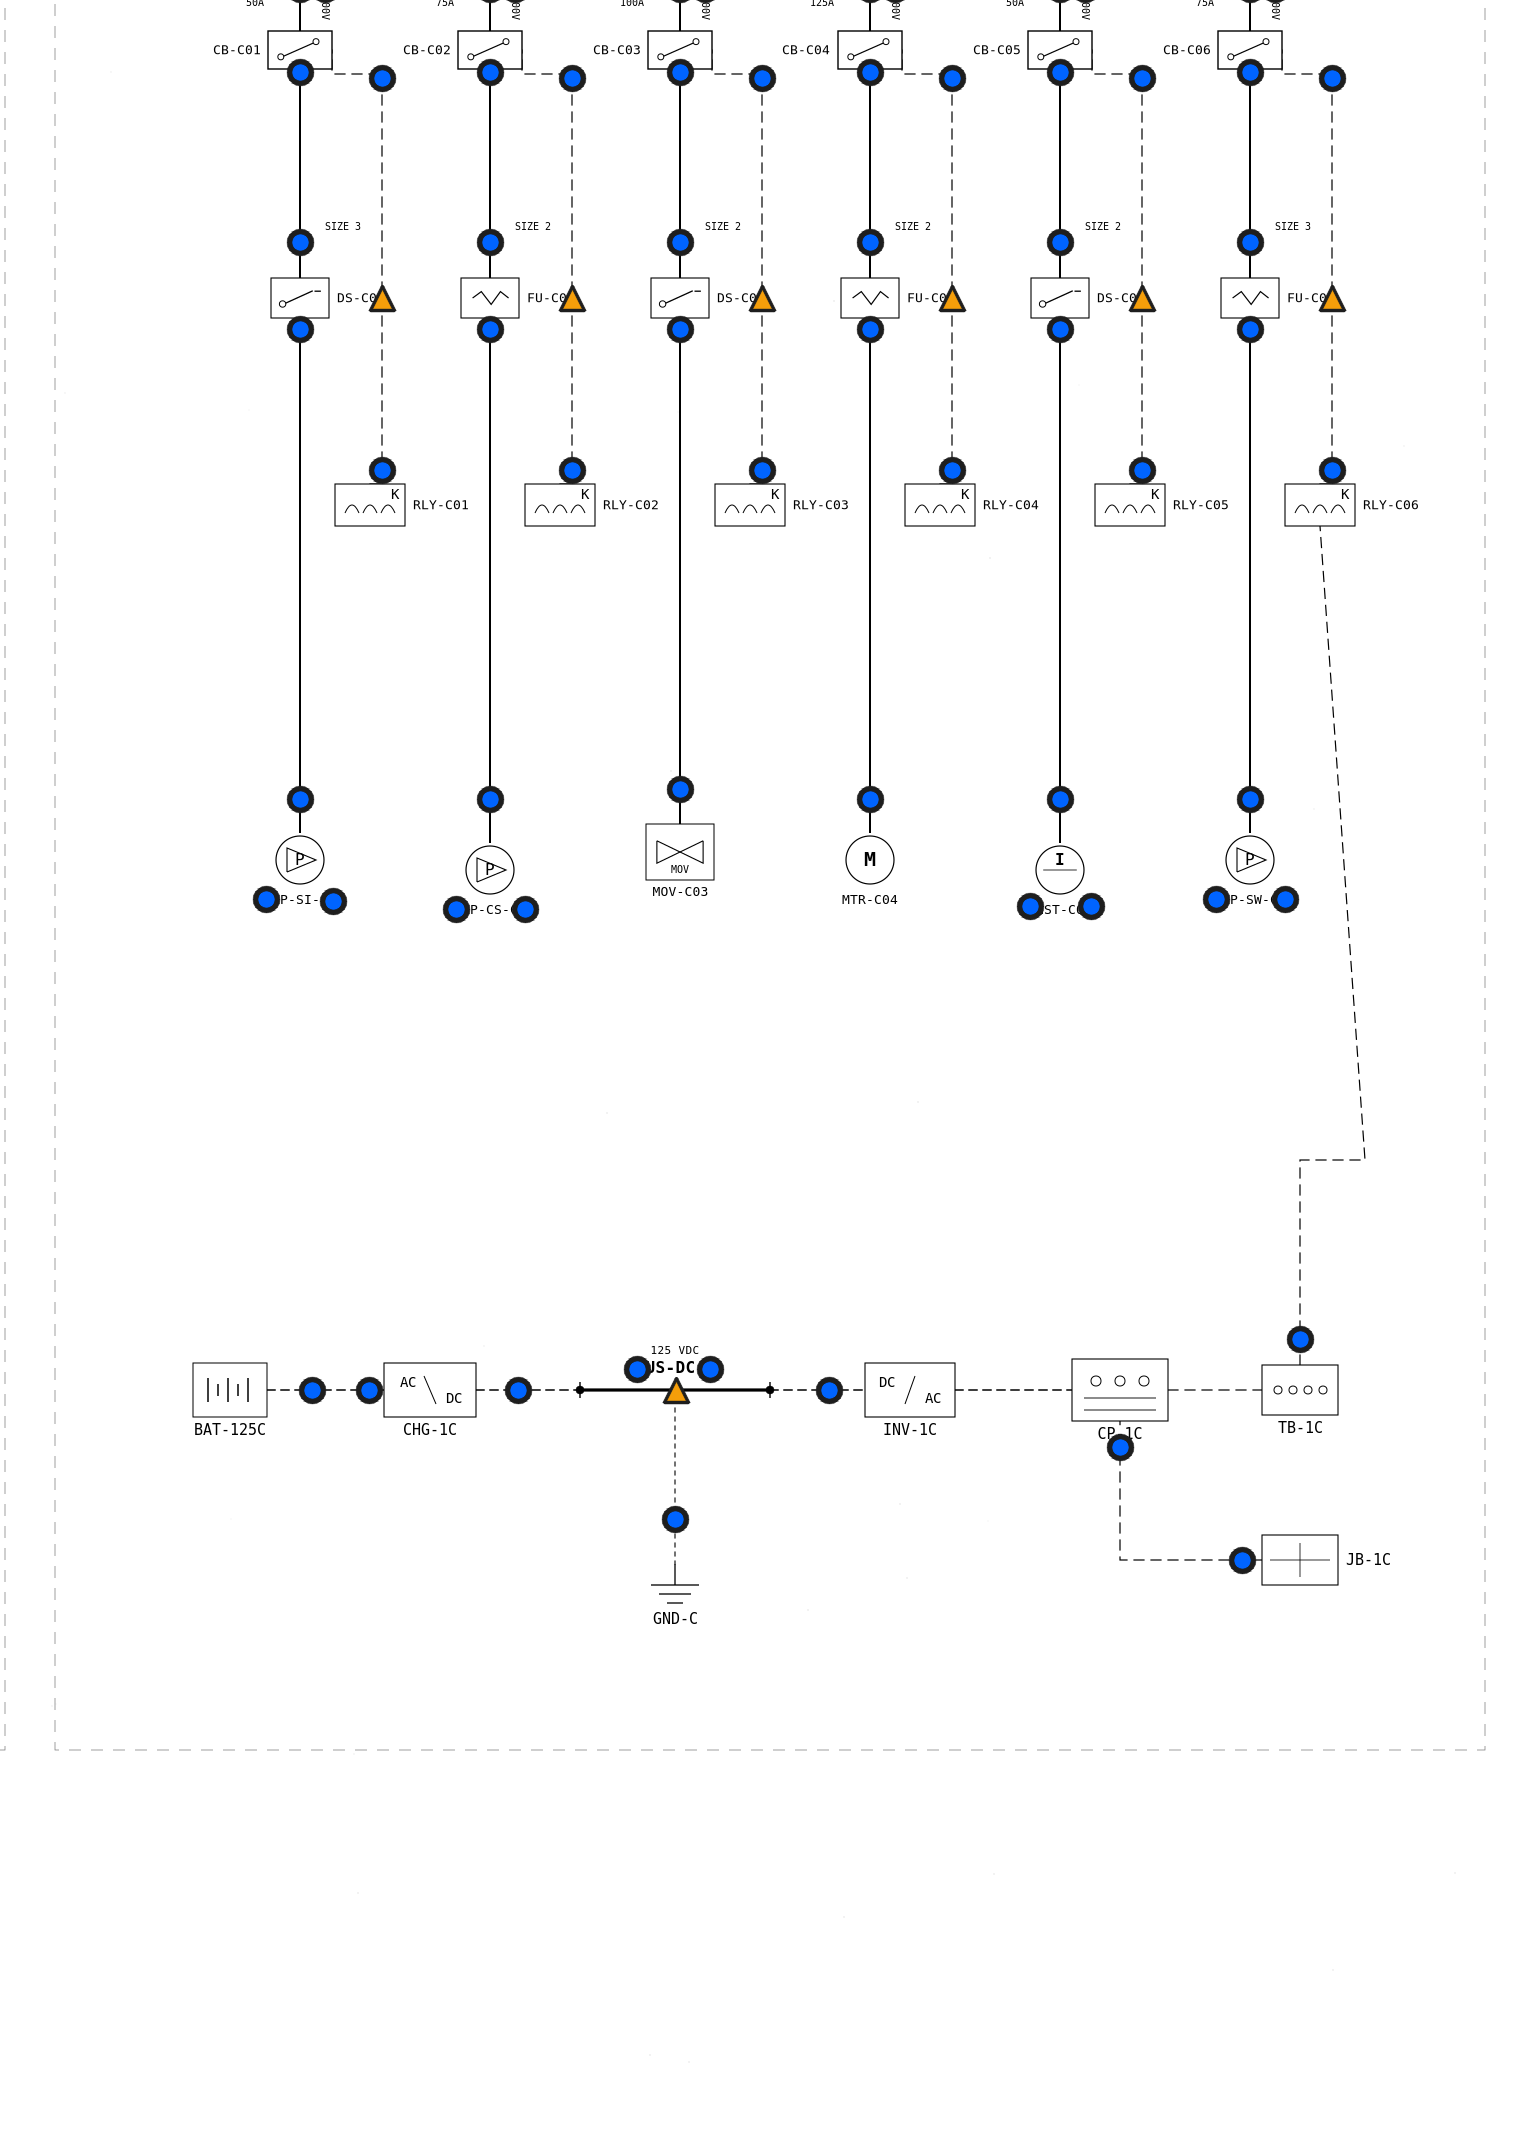 50A 75A 100A 125A 50A 75A
CB-C01 CB-C02 CB-C03 CB-C04 CB-C05 CB-C06
SIZE 3 SIZE 2 SIZE 2 SIZE 2 SIZE 2 SIZE 3
K K K K K K
RLY-C01 RLY-C02 RLY-C03 RLY-C04 RLY-C05 RLY-C06
P P MOV M I P
MOV-C03 MTR-C04
125 VDC
AC DC DC AC
BAT-125C CHG-1C INV-1C TB-1C
JB-1C
GND-C